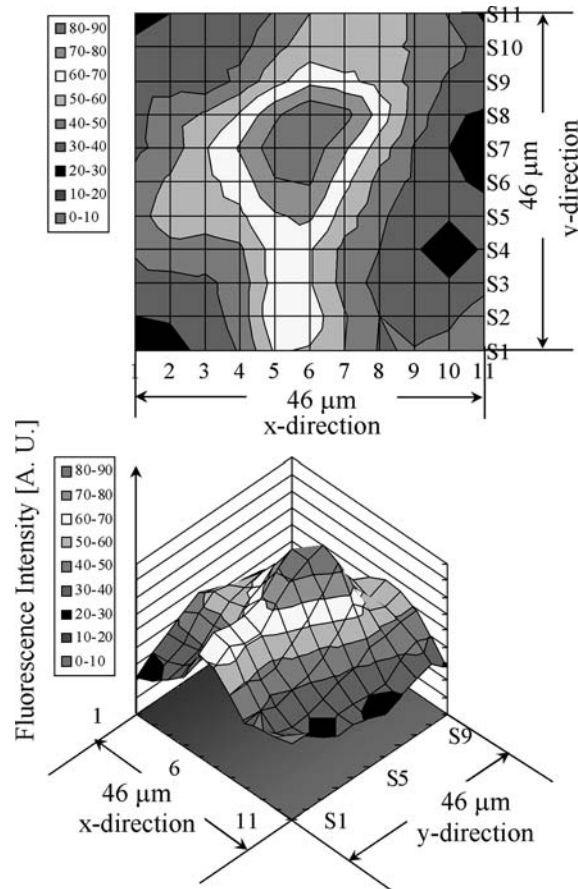 80-90
70-80
60-70
50-60
40-50
30-40
20-30
10-20
0-10
S11
S10
S9
S8
S7
S6
S5
S4
S3
S2
S1
46 μm
y-direction
1 2 3 4 5 6 7 8 9 10 11
46 μm
x-direction
Fluorescence Intensity [A. U.]
80-90
70-80
60-70
50-60
40-50
30-40
20-30
10-20
0-10
1
6
11
S1
S5
S9
46 μm
x-direction
46 μm
y-direction